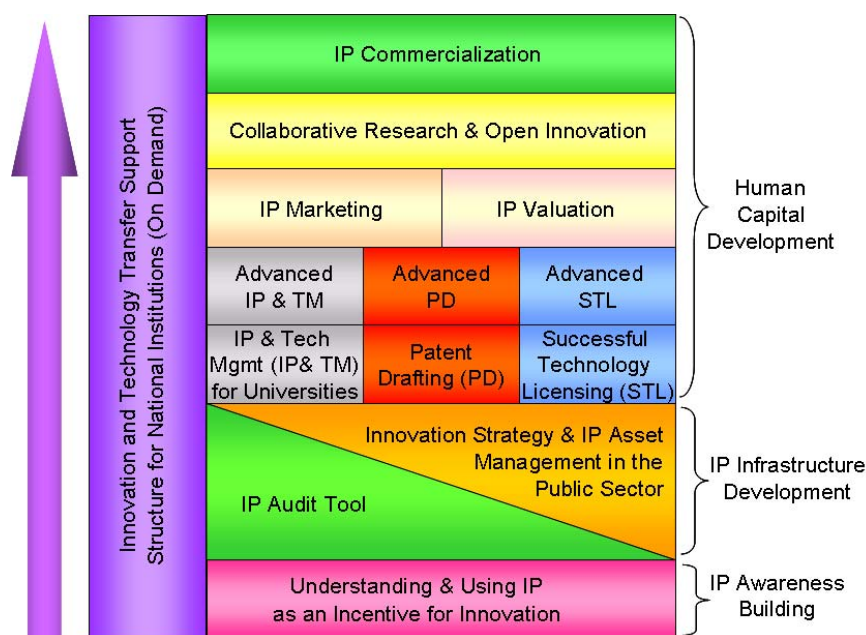 Innovation and Technology Transfer Support
Structure for National Institutions (On Demand)
IP Commercialization
Collaborative Research & Open Innovation
IP Marketing
IP Valuation
Advanced
IP & TM
Advanced
PD
Advanced
STL
IP & Tech
Mgmt (IP& TM)
for Universities
Patent
Drafting (PD)
Successful
Technology
Licensing (STL)
Human
Capital
Development
Innovation Strategy & IP Asset
Management in the
Public Sector
IP Audit Tool
IP Infrastructure
Development
Understanding & Using IP
as an Incentive for Innovation
IP Awareness
Building